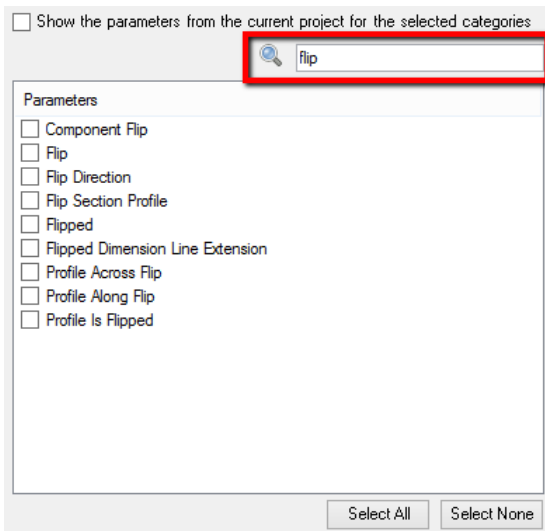 Show the parameters from the current project for the selected categories
flip
Parameters
Component Flip
Flip
Flip Direction
Flip Section Profile
Flipped
Flipped Dimension Line Extension
Profile Across Flip
Profile Along Flip
Profile Is Flipped
Select All Select None